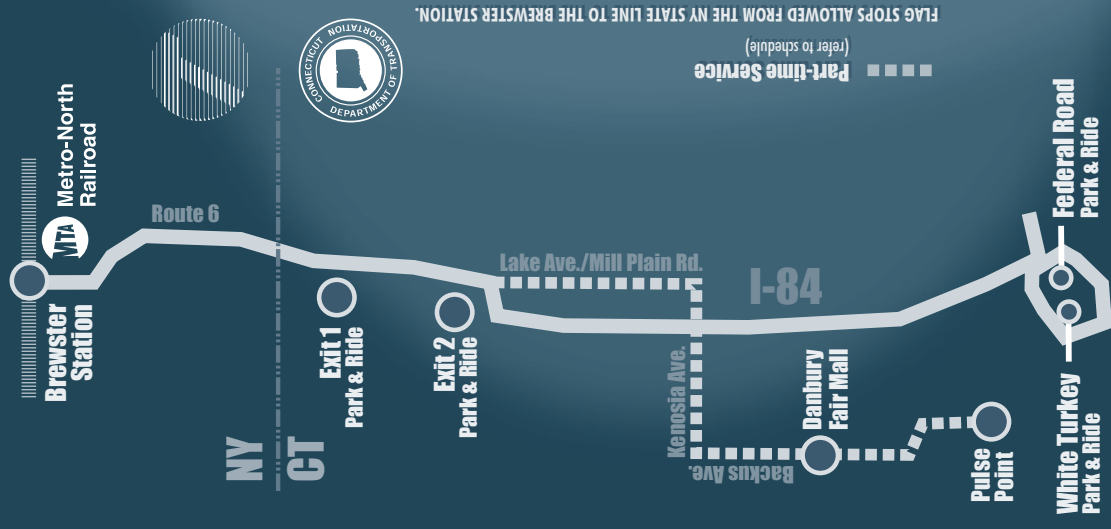 FLAG STOPS ALLOWED FROM THE NY STATE LINE TO THE BREWSTER STATION.
Part-time Service
(refer to schedule)
CONNECTICUT
DEPARTMENT OF TRANSPORTATION
Metro-North
Railroad
MTA
Route 6
Brewster
Station
NY
CT
Exit 1
Park & Ride
Exit 2
Park & Ride
Lake Ave./Mill Plain Rd.
I-84
Kenosia Ave.
Backus Ave.
Danbury
Fair Mall
Pulse
Point
Federal Road
Park & Ride
White Turkey
Park & Ride